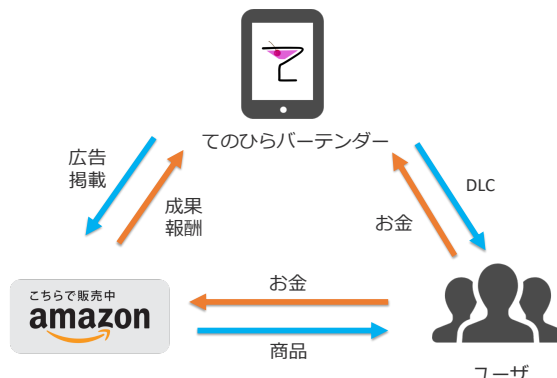 てのひらバーテンダー
広告
掲載
成果
報酬
DLC
お金
お金
商品
こちらで販売中
amazon
ユーザ